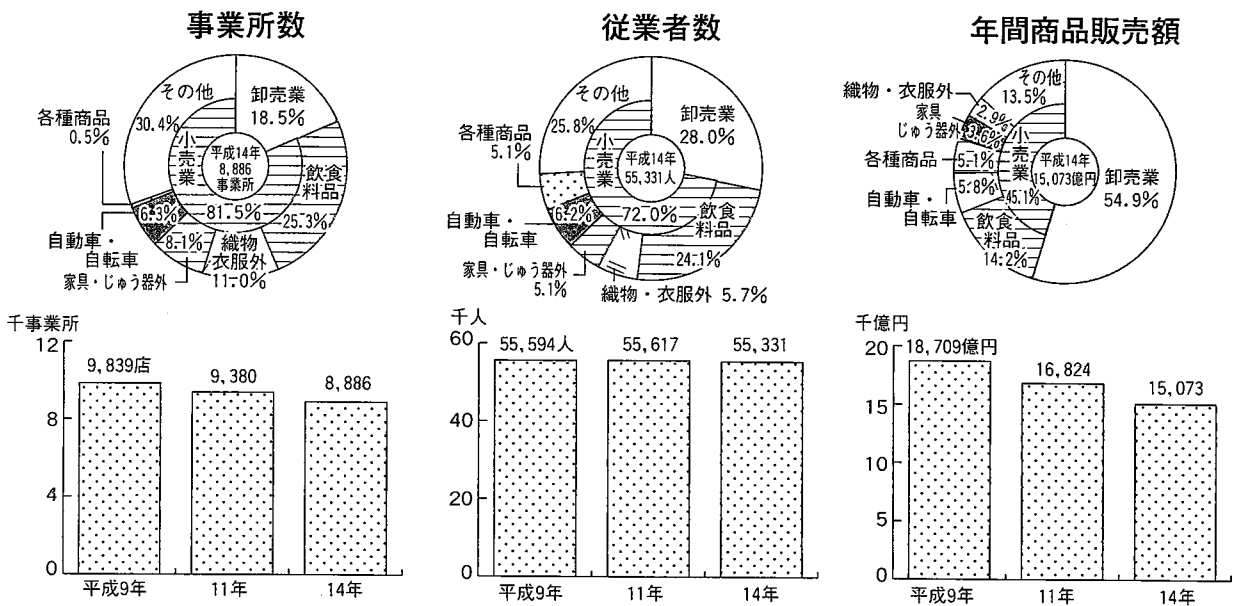 事業所数
その他
30.4%
卸売業
18.5%
各種商品
0.5%
小売業
81.5%
平成14年
8,886
事業所
飲食
料品
25.3%
6.3%
自動車・
自転車
8.1%
家具・じゅう器外
織物
衣服外
11.0%
従業者数
その他
25.8%
卸売業
28.0%
各種商品
5.1%
小売業
72.0%
平成14年
55,331人
飲食
料品
24.1%
6.2%
自動車・
自転車
家具・じゅう器外
5.1%
織物・衣服外 5.7%
年間商品販売額
その他
13.5%
織物・衣服外
2.9%
家具
じゅう器外
3.6%
各種商品
5.1%
自動車・
自転車
5.8%
小売業
45.1%
平成14年
15,073億円
卸売業
54.9%
飲食
料品
14.2%
千事業所
12
8
4
0
9,839店
9,380
8,886
平成9年
11年
14年
千人
60
40
20
0
55,594人
55,617
55,331
平成9年
11年
14年
千億円
20
15
10
5
0
18,709億円
16,824
15,073
平成9年
11年
14年